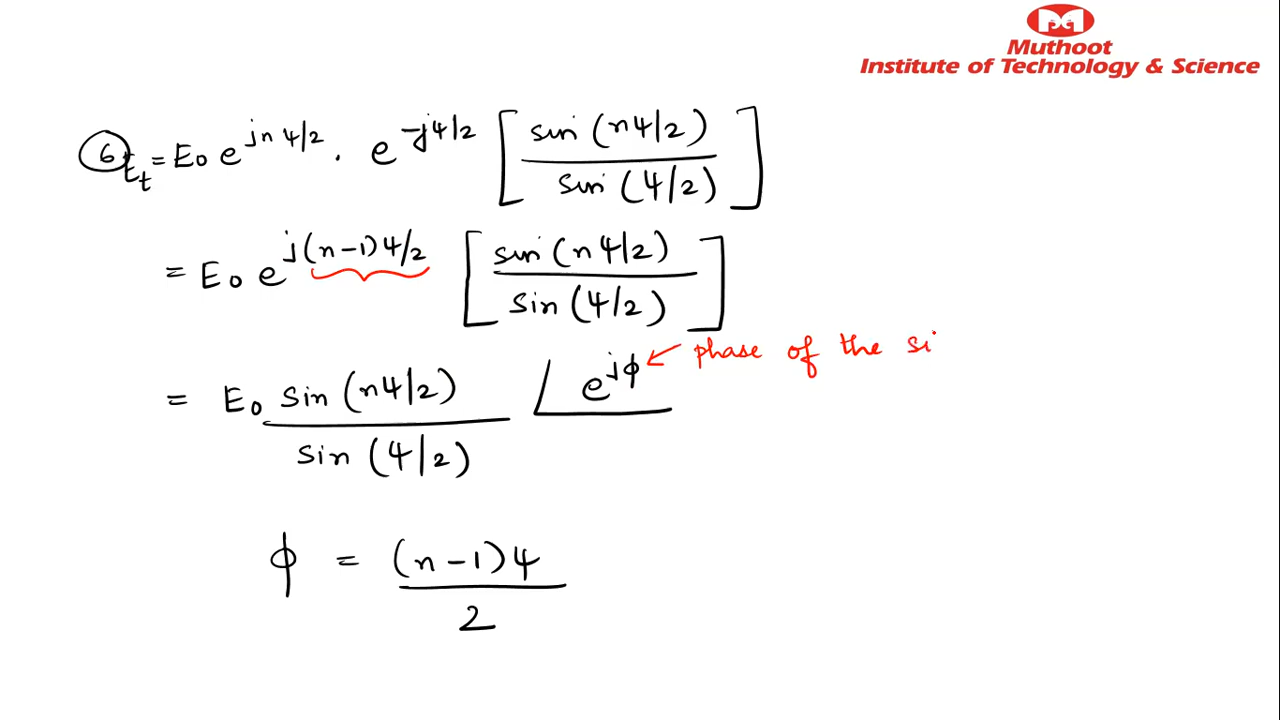 Muthoot
Institute of Technology & Science
⑥ Eₜ = E₀ e^{jnψ/2} . e^{-jψ/2} [ sin (nψ/2) / sin (ψ/2) ]
= E₀ e^{j(n-1)ψ/2} [ sin (nψ/2) / sin (ψ/2) ]
= E₀ sin (nψ/2) / sin (ψ/2) ∠ e^{jϕ} ← phase of the si
ϕ = (n-1)ψ / 2